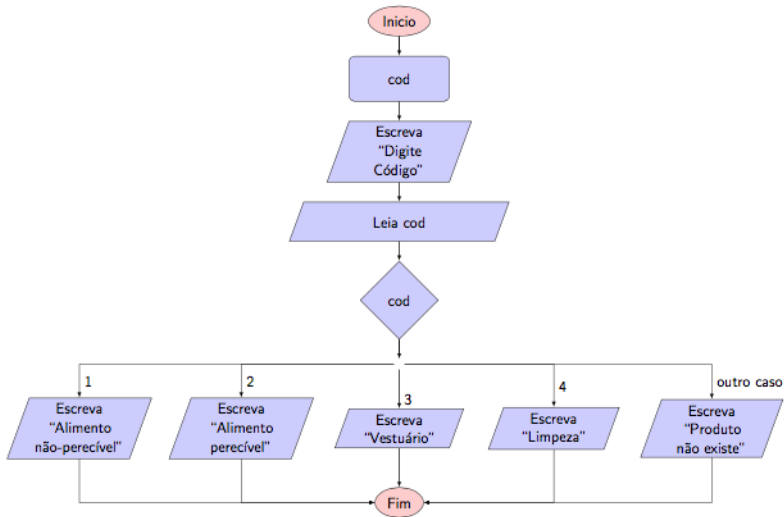 Inicio
cod
Escreva
"Digite
Código"
Leia cod
cod
1
2
3
4
outro caso
Escreva
"Alimento
não-perecível"
Escreva
"Alimento
perecível"
Escreva
"Vestuário"
Escreva
"Limpeza"
Escreva
"Produto
não existe"
Fim